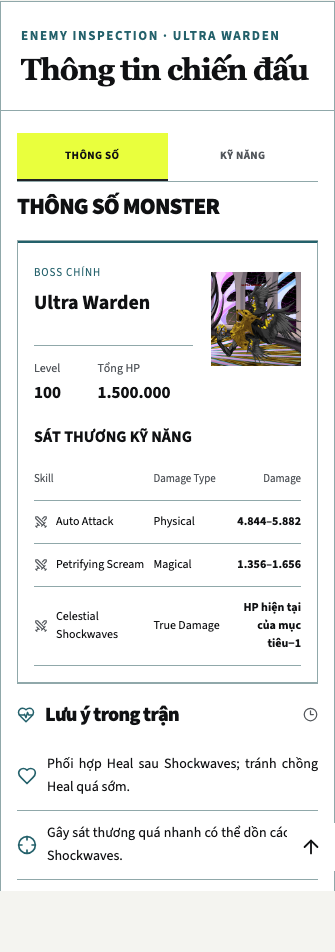 ENEMY INSPECTION · ULTRA WARDEN
Thông tin chiến đấu
THÔNG SỐ
KỸ NĂNG
THÔNG SỐ MONSTER
BOSS CHÍNH
Ultra Warden
Level
Tổng HP
100
1.500.000
SÁT THƯƠNG KỸ NĂNG
Skill
Damage Type
Damage
Auto Attack
Physical
4.844–5.882
Petrifying Scream
Magical
1.356–1.656
Celestial
Shockwaves
True Damage
HP hiện tại
của mục
tiêu−1
Lưu ý trong trận
Phối hợp Heal sau Shockwaves; tránh chồng
Heal quá sớm.
Gây sát thương quá nhanh có thể dồn
Shockwaves.